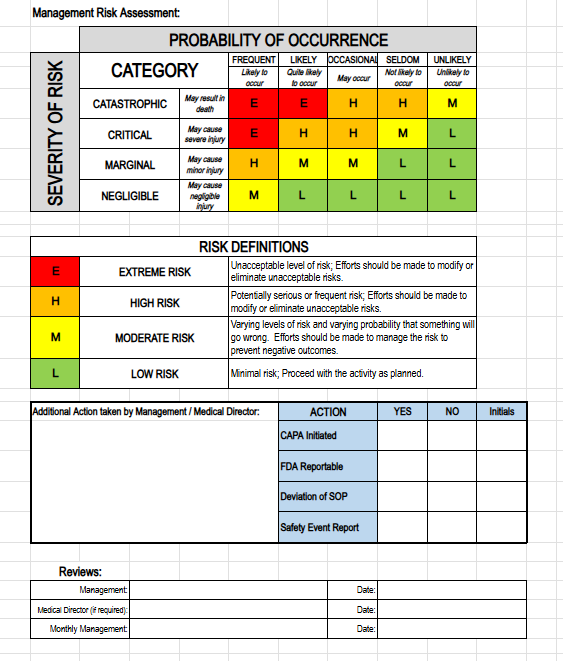 Management Risk Assessment:
PROBABILITY OF OCCURRENCE
SEVERITY OF RISK
CATEGORY
FREQUENT LIKELY OCCASIONAL SELDOM UNLIKELY
Likely to occur Quite likely to occur May occur Not likely to occur Unlikely to occur
CATASTROPHIC May result in death E E H H M
CRITICAL May cause severe injury E H H M L
MARGINAL May cause minor injury H M M L L
NEGLIGIBLE May cause negligible injury M L L L L
RISK DEFINITIONS
E EXTREME RISK Unacceptable level of risk; Efforts should be made to modify or
eliminate unacceptable risks.
H HIGH RISK Potentially serious or frequent risk; Efforts should be made to
modify or eliminate unacceptable risks.
M MODERATE RISK Varying levels of risk and varying probability that something will
go wrong. Efforts should be made to manage the risk to
prevent negative outcomes.
L LOW RISK Minimal risk; Proceed with the activity as planned.
Additional Action taken by Management / Medical Director: ACTION YES NO Initials
CAPA Initiated
FDA Reportable
Deviation of SOP
Safety Event Report
Reviews:
Management: Date:
Medical Director (if required): Date:
Monthly Management: Date: